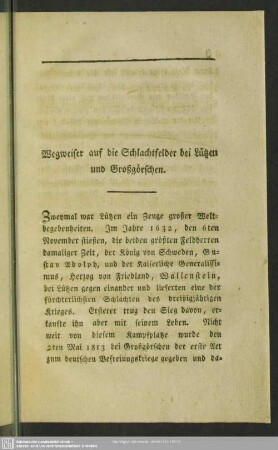 Wegweiser auf die Schlachtfelder bei Lützen
und Großgörschen.
Zweymal war Lützen ein Zeuge großer Welt-
begebenheiten. Im Jahre 1632, den 6ten
November stießen, die beiden größten Feldherren
damaliger Zeit, der König von Schweden, Gu-
stav Adolph, und der Kaiserliche Generalissi-
mus, Herzog von Friedland, Wallenstein,
bei Lützen gegen einander und lieferten eine der
fürchterlichsten Schlachten des dreißigjährigen
Krieges. Ersterer trug den Sieg davon, er-
kaufte ihn aber mit seinem Leben. Nicht
weit von diesem Kampfplatze wurde den
2ten Mai 1813 bei Großgörschen der erste Act
zum deutschen Befreiungskriege gegeben und da-